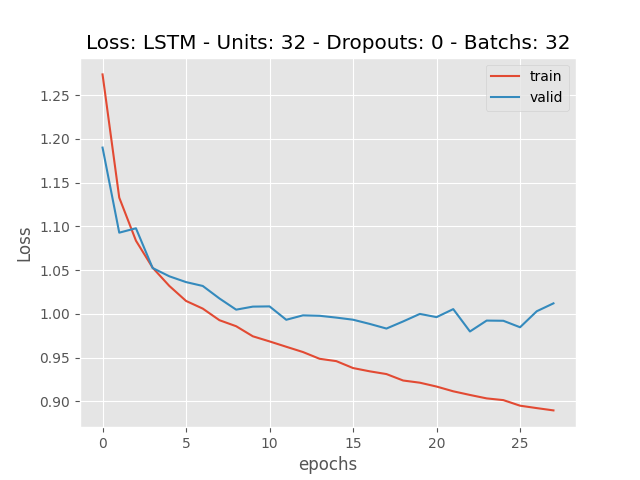 Loss: LSTM - Units: 32 - Dropouts: 0 - Batchs: 32
train
valid
1.25
1.20
1.15
1.10
1.05
1.00
0.95
0.90
Loss
0 5 10 15 20 25
epochs